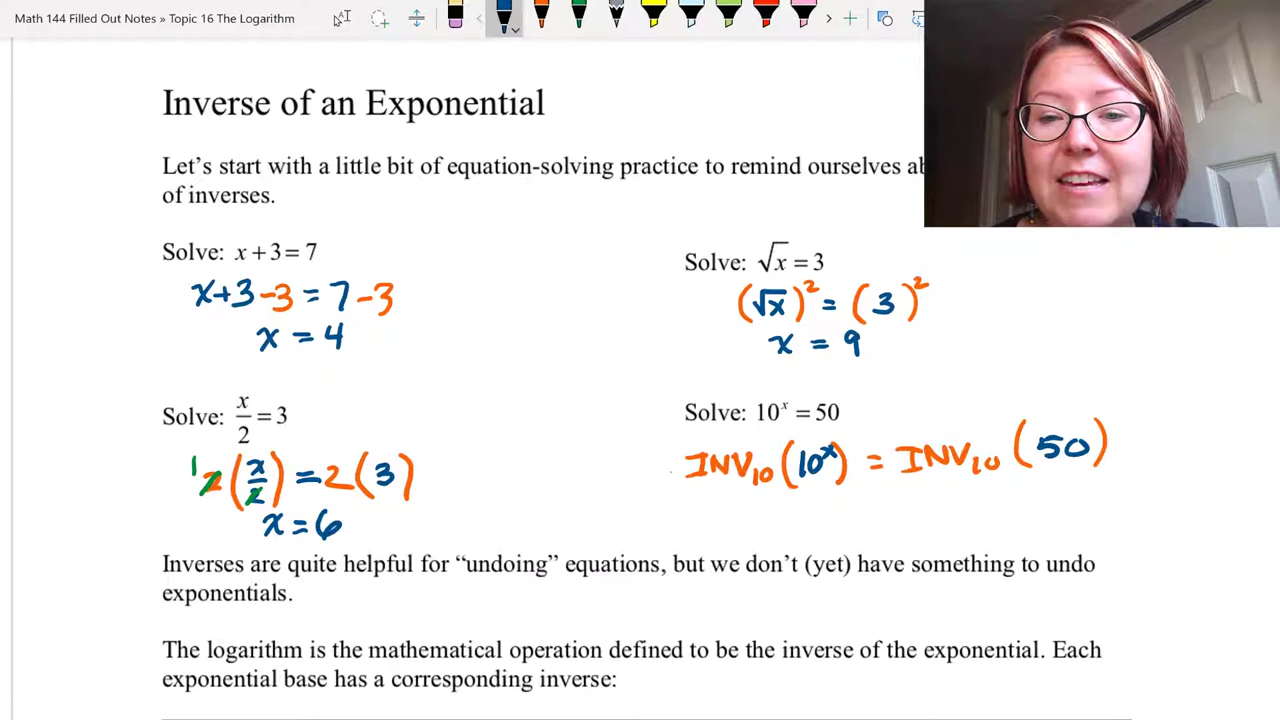 Math 144 Filled Out Notes » Topic 16 The Logarithm
Inverse of an Exponential
Let’s start with a little bit of equation-solving practice to remind ourselves
of inverses.
Solve: x + 3 = 7
x+3-3 = 7-3
x = 4
Solve: √x = 3
(√x)² = (3)²
x = 9
Solve: x/2 = 3
1 2(x/2) = 2(3)
x = 6
Solve: 10ˣ = 50
INV₁₀(10ˣ) = INV₁₀(50)
Inverses are quite helpful for “undoing” equations, but we don’t (yet) have something to undo
exponentials.
The logarithm is the mathematical operation defined to be the inverse of the exponential. Each
exponential base has a corresponding inverse: